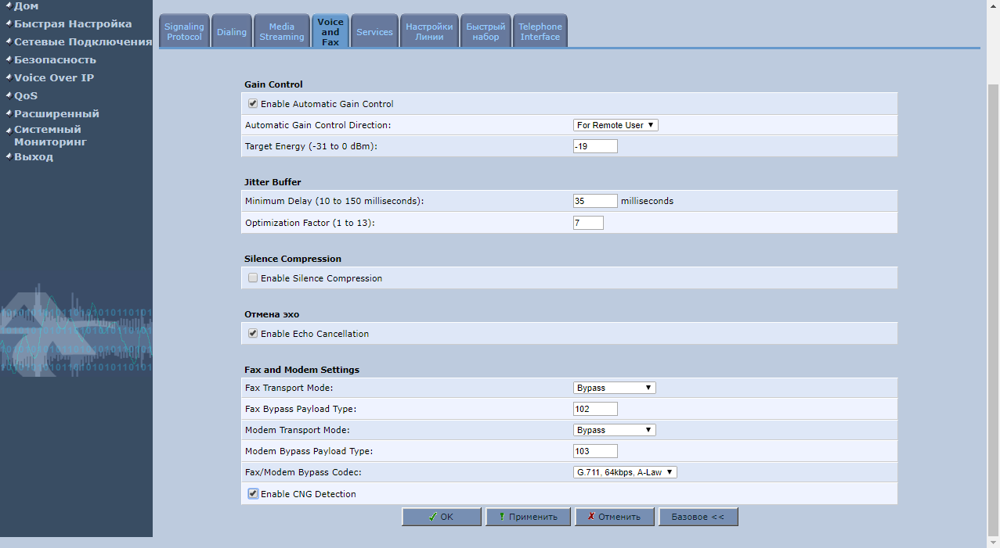 Дом
Быстрая Настройка
Сетевые Подключения
Безопасность
Voice Over IP
QoS
Расширенный
Системный
Мониторинг
Выход
Signaling
Protocol
Dialing
Media
Streaming
Voice
and
Fax
Services
Настройки
Линии
Быстрый
набор
Telephone
Interface
Gain Control
Enable Automatic Gain Control
Automatic Gain Control Direction: For Remote User
Target Energy (-31 to 0 dBm): -19
Jitter Buffer
Minimum Delay (10 to 150 milliseconds): 35 milliseconds
Optimization Factor (1 to 13): 7
Silence Compression
Enable Silence Compression
Отмена эхо
Enable Echo Cancellation
Fax and Modem Settings
Fax Transport Mode: Bypass
Fax Bypass Payload Type: 102
Modem Transport Mode: Bypass
Modem Bypass Payload Type: 103
Fax/Modem Bypass Codec: G.711, 64kbps, A-Law
Enable CNG Detection
OK Применить Отменить Базовое <<